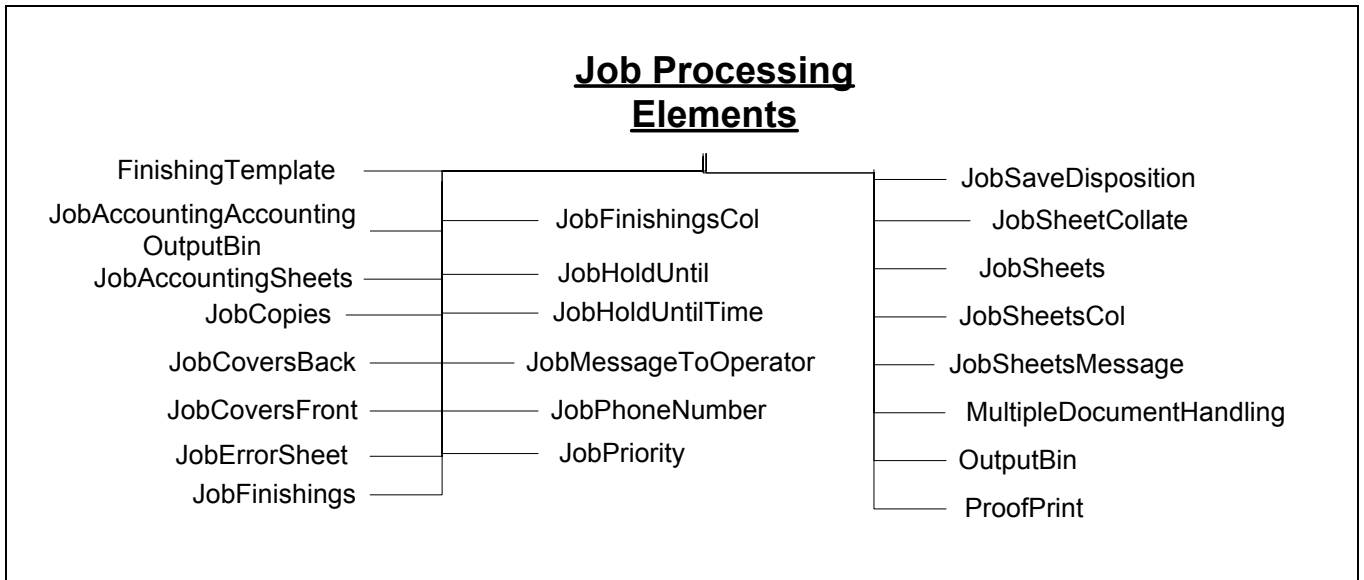 Job Processing
Elements
FinishingTemplate
JobAccountingAccounting
OutputBin
JobAccountingSheets
JobCopies
JobCoversBack
JobCoversFront
JobErrorSheet
JobFinishings
JobFinishingsCol
JobHoldUntil
JobHoldUntilTime
JobMessageToOperator
JobPhoneNumber
JobPriority
JobSaveDisposition
JobSheetCollate
JobSheets
JobSheetsCol
JobSheetsMessage
MultipleDocumentHandling
OutputBin
ProofPrint